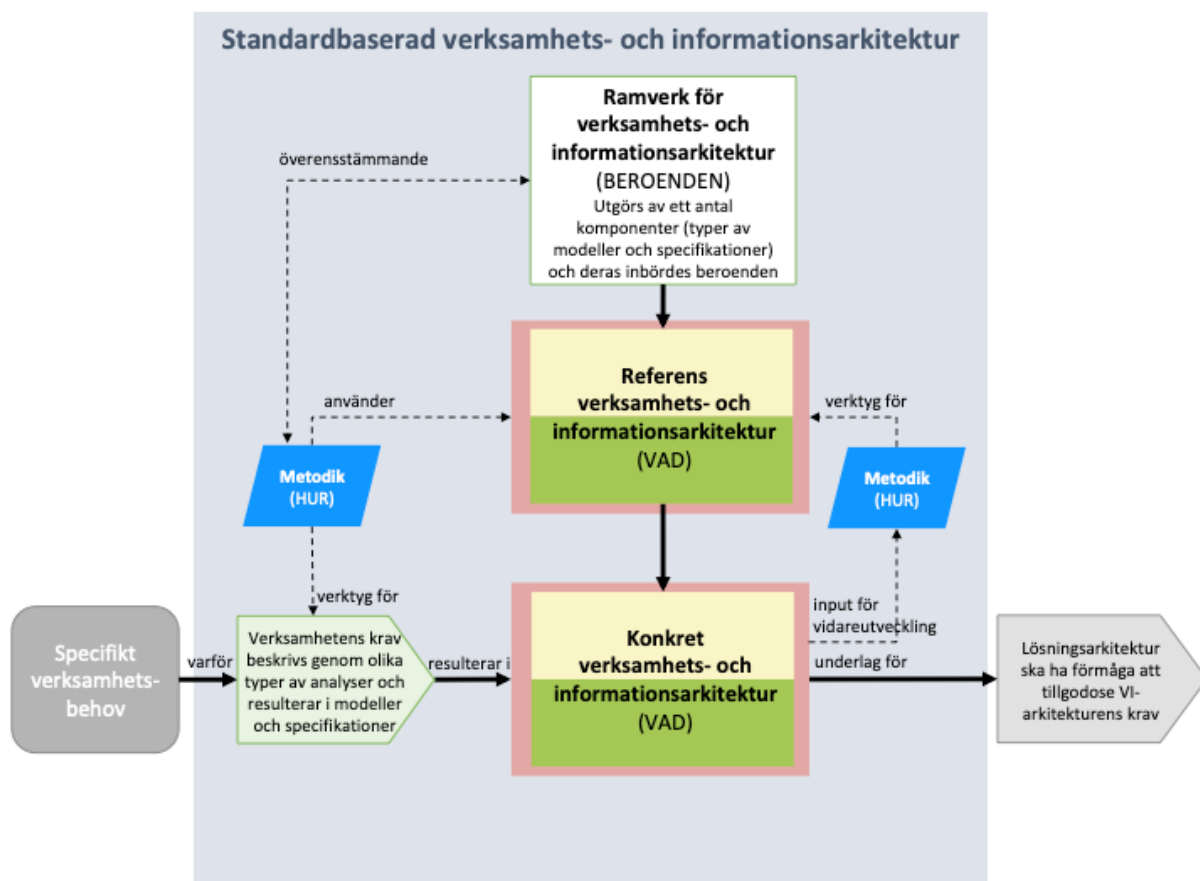 Standardbaserad verksamhets- och informationsarkitektur
Ramverk för
verksamhets- och
informationsarkitektur
(BEROENDEN)
Utgörs av ett antal
komponenter (typer av
modeller och specifikationer)
och deras inbördes beroenden
överensstämmande
Referens
verksamhets- och
informationsarkitektur
(VAD)
använder
verktyg för
Metodik
(HUR)
Metodik
(HUR)
verktyg för
Specifikt
verksamhets-
behov
varför
Verksamhetens krav
beskrivs genom olika
typer av analyser och
resulterar i modeller
och specifikationer
resulterar i
Konkret
verksamhets- och
informationsarkitektur
(VAD)
input för
vidareutveckling
underlag för
Lösningsarkitektur
ska ha förmåga att
tillgodose VI-
arkitekturens krav